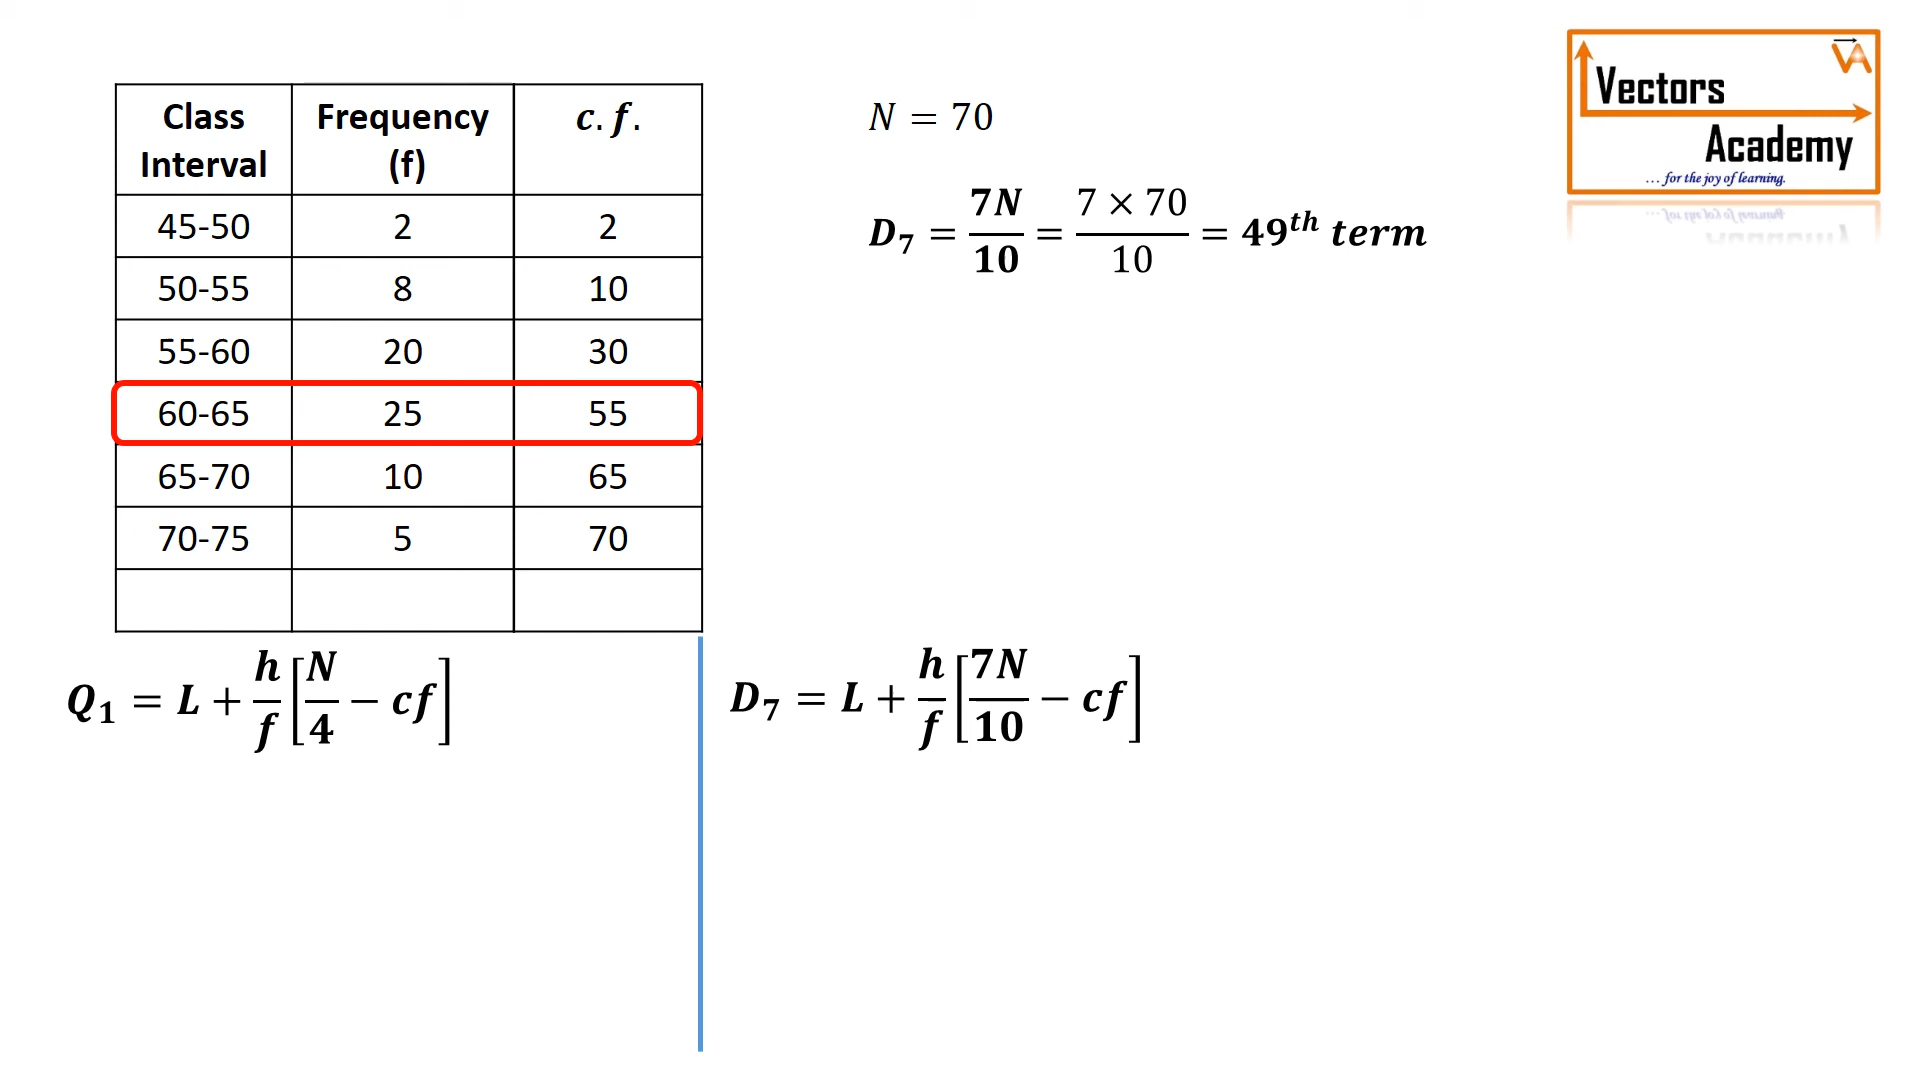 Class Interval Frequency (f) c.f.
45-50 2 2
50-55 8 10
55-60 20 30
60-65 25 55
65-70 10 65
70-75 5 70
N = 70
D₇ = 7N/10 = 7 × 70/10 = 49ᵗʰ term
Vectors
Academy
... for the joy of learning.
Q₁ = L + h/f [N/4 − cf]
D₇ = L + h/f [7N/10 − cf]